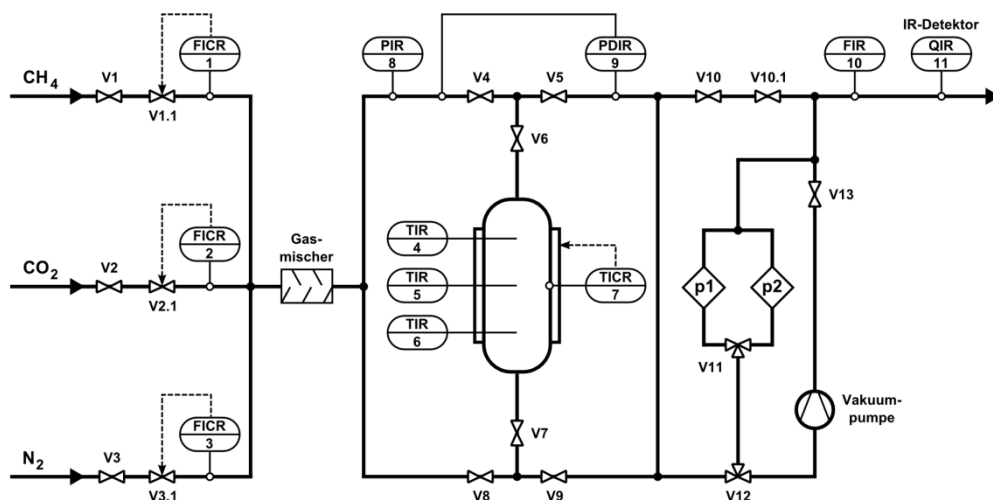 IR-Detektor
FICR
1
PIR
8
PDIR
9
FIR
10
QIR
11
CH4
V1
V1.1
V4
V5
V10
V10.1
V6
V13
FICR
2
Gas-
mischer
TIR
4
CO2
V2
V2.1
TIR
5
TICR
7
p1
p2
TIR
6
V11
Vakuum-
pumpe
FICR
3
V7
N2
V3
V3.1
V8
V9
V12